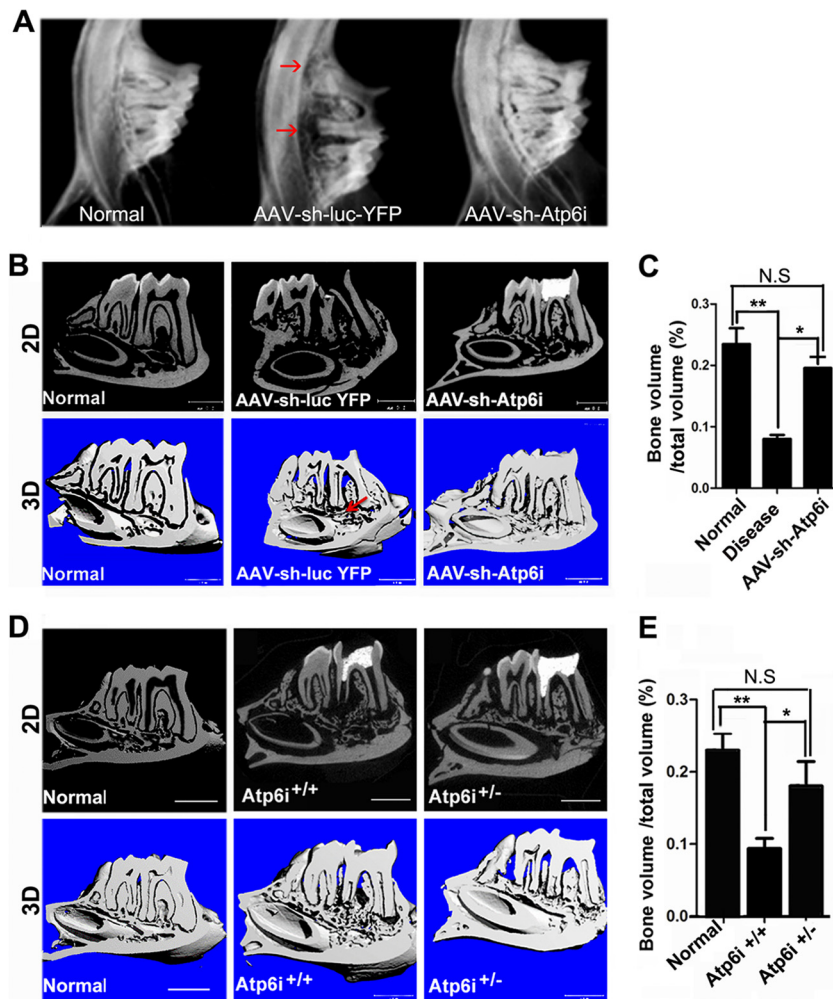 A
Normal
AAV-sh-luc-YFP
AAV-sh-Atp6i
B
2D
Normal
AAV-sh-luc YFP
AAV-sh-Atp6i
3D
Normal
AAV-sh-luc YFP
AAV-sh-Atp6i
C
N.S
**
*
Bone volume
/total volume (%)
0.3
0.2
0.1
0.0
Normal
Disease
AAV-sh-Atp6i
D
2D
Normal
Atp6i+/+
Atp6i+/-
3D
Normal
Atp6i+/+
Atp6i+/-
E
N.S
**
*
Bone volume /total volume (%)
0.3
0.2
0.1
0.0
Normal
Atp6i +/+
Atp6i +/-